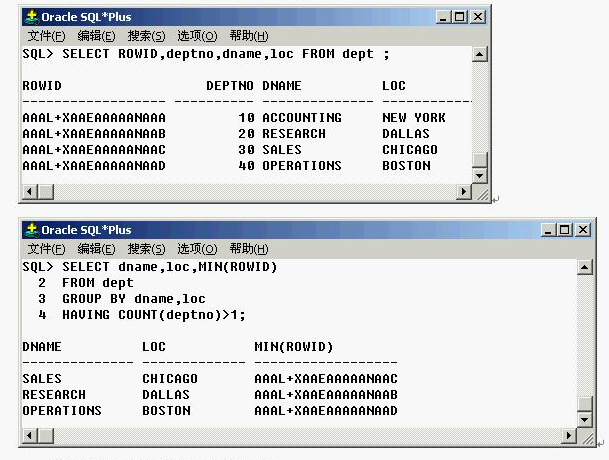 Oracle SQL*Plus
文件(F) 编辑(E) 搜索(S) 选项(O) 帮助(H)
SQL> SELECT ROWID,deptno,dname,loc FROM dept ;
ROWID DEPTNO DNAME LOC
------------------ ---------- -------------- -----------
AAAL+XAAEAAAAANAAA 10 ACCOUNTING NEW YORK
AAAL+XAAEAAAAANAAB 20 RESEARCH DALLAS
AAAL+XAAEAAAAANAAC 30 SALES CHICAGO
AAAL+XAAEAAAAANAAD 40 OPERATIONS BOSTON
Oracle SQL*Plus
文件(F) 编辑(E) 搜索(S) 选项(O) 帮助(H)
SQL> SELECT dname,loc,MIN(ROWID)
2 FROM dept
3 GROUP BY dname,loc
4 HAVING COUNT(deptno)>1;
DNAME LOC MIN(ROWID)
-------------- ------------- ------------------
SALES CHICAGO AAAL+XAAEAAAAANAAC
RESEARCH DALLAS AAAL+XAAEAAAAANAAB
OPERATIONS BOSTON AAAL+XAAEAAAAANAAD